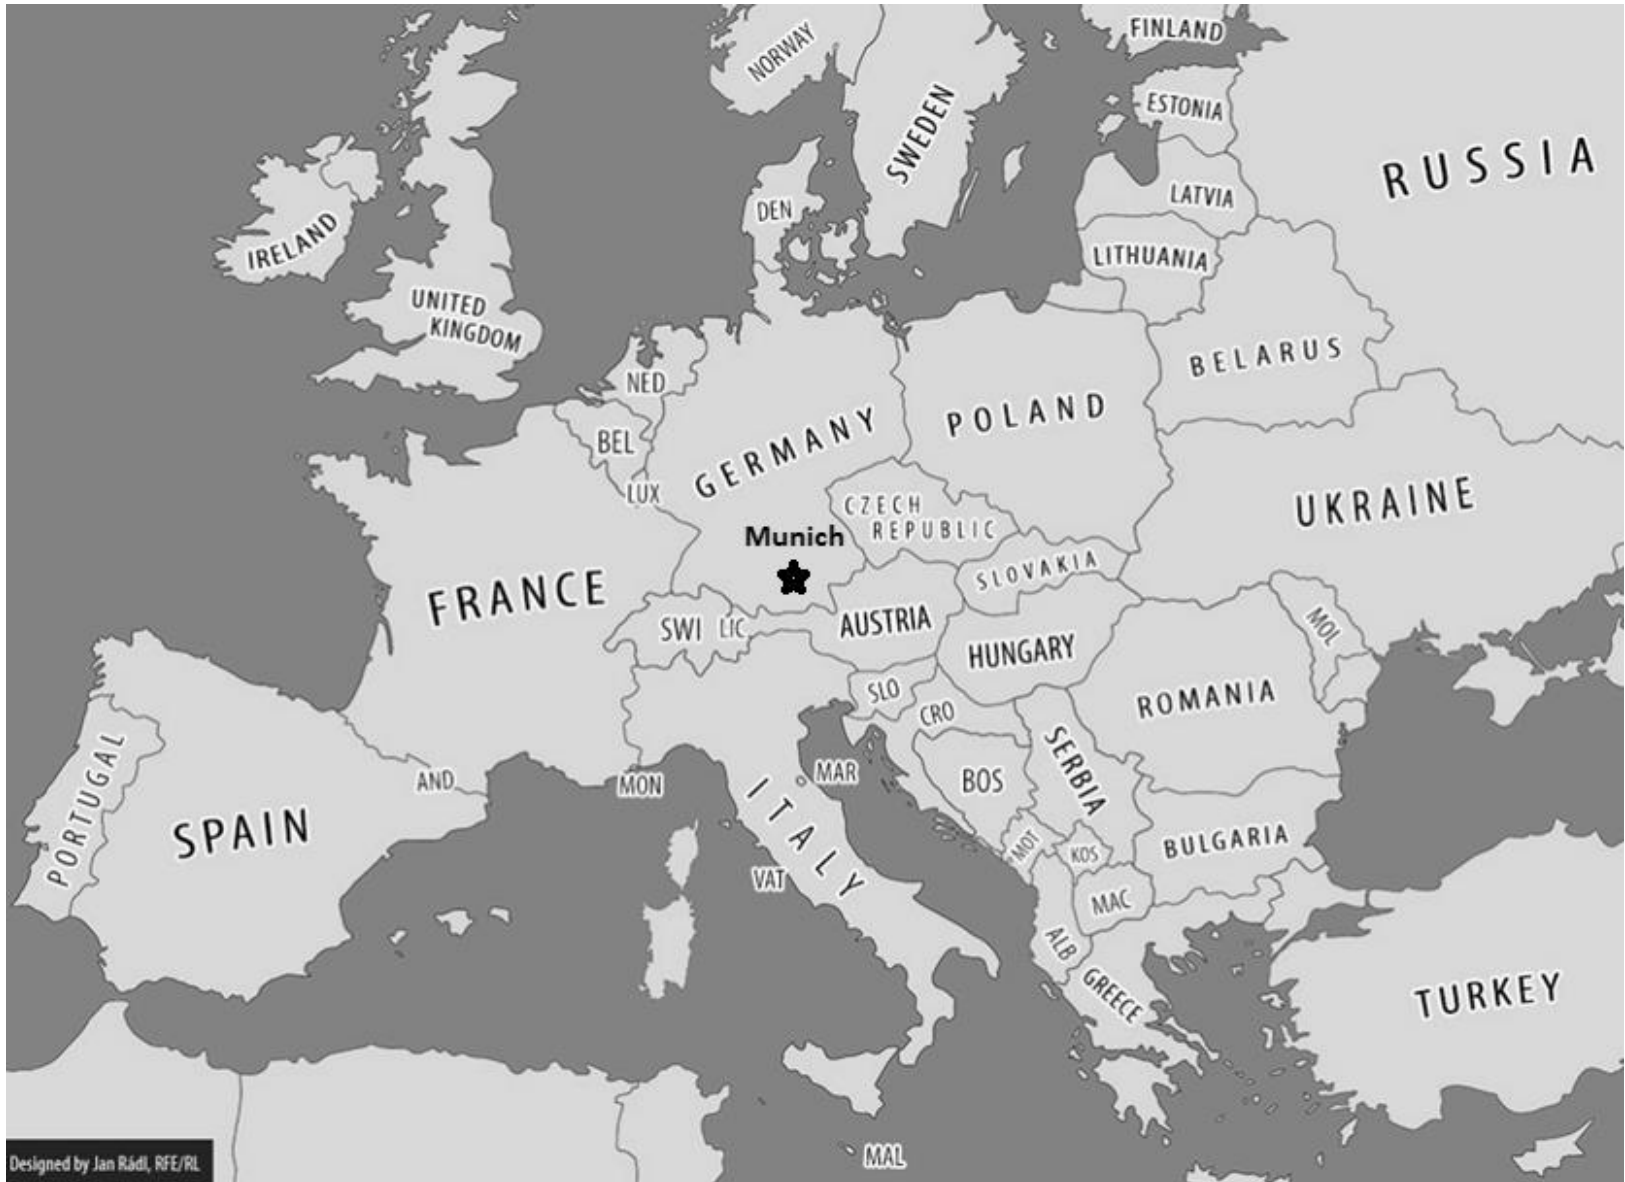 FINLAND
NORWAY
SWEDEN
ESTONIA
RUSSIA
LATVIA
DEN
IRELAND
LITHUANIA
UNITED
KINGDOM
BELARUS
NED
POLAND
BEL
GERMANY
LUX
CZECH
REPUBLIC
UKRAINE
Munich
SLOVAKIA
FRANCE
SWI
LIC
AUSTRIA
MOL
HUNGARY
SLO
ROMANIA
CRO
PORTUGAL
SERBIA
AND
MON
MAR
BOS
SPAIN
ITALY
BULGARIA
MOT
KOS
VAT
MAC
ALB
GREECE
TURKEY
MAL
Designed by Jan Rádl, RFE/RL